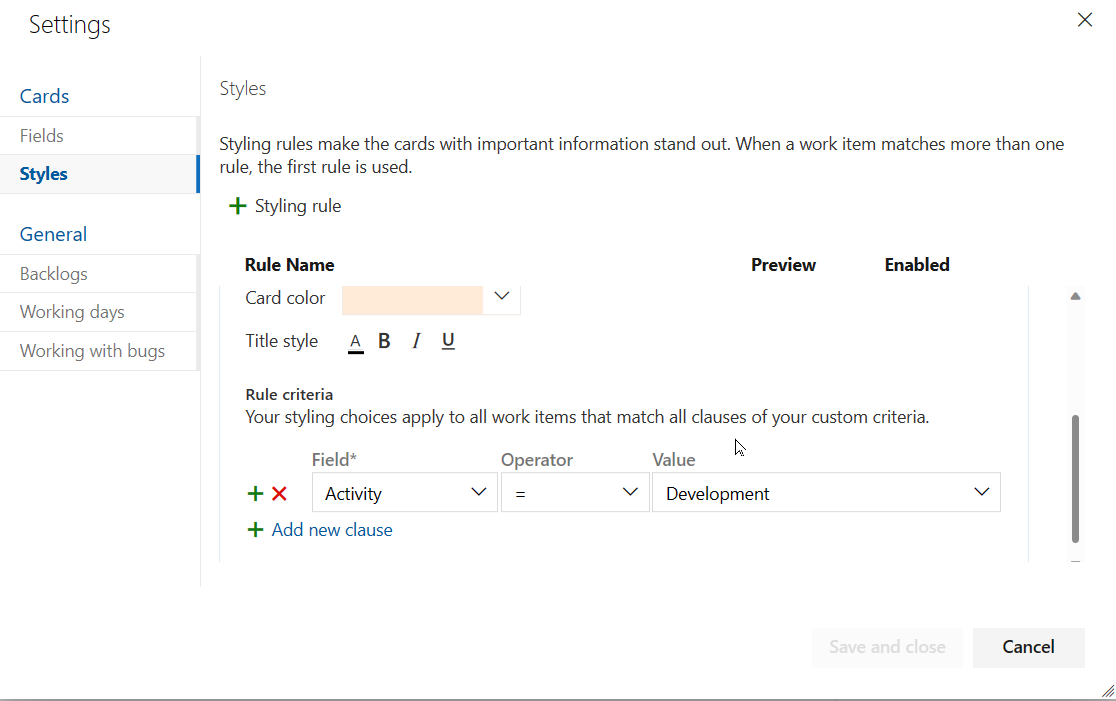 Settings
Cards
Fields
Styles
General
Backlogs
Working days
Working with bugs
Styles
Styling rules make the cards with important information stand out. When a work item matches more than one
rule, the first rule is used.
+ Styling rule
Rule Name Preview Enabled
Card color
Title style A B I U
Rule criteria
Your styling choices apply to all work items that match all clauses of your custom criteria.
Field* Operator Value
Activity = Development
+ Add new clause
Save and close Cancel